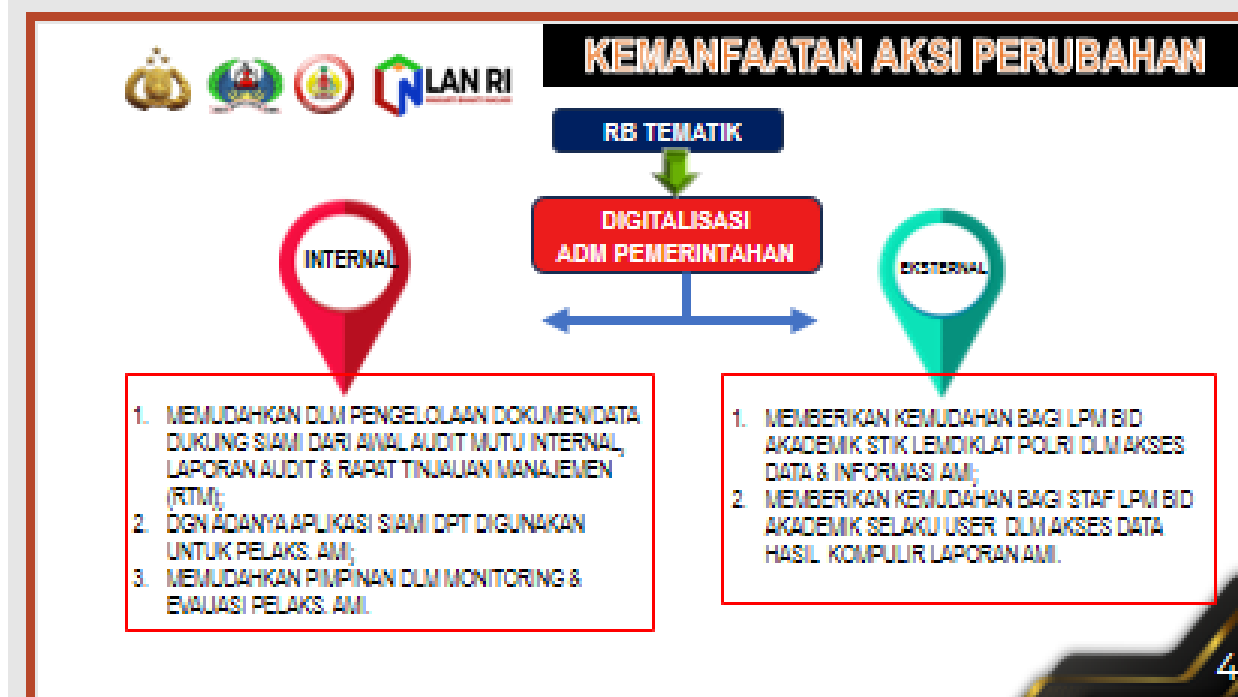 LAN RI
KEMANFAATAN AKSI PERUBAHAN
RB TEMATIK
DIGITALISASI
ADM PEMERINTAHAN
INTERNAL
EKSTERNAL
1. MEMUDAHKAN DLM PENGELOLAAN DOKUMEN/DATA
DUKUNG SIAMI DARI AWAL AUDIT MUTU INTERNAL,
LAPORAN AUDIT & RAPAT TINJAUAN MANAJEMEN
(RTM);
2. DGN ADANYA APLIKASI SIAMI DPT DIGUNAKAN
UNTUK PELAKS. AMI;
3. MEMUDAHKAN PIMPINAN DLM MONITORING &
EVALIASI PELAKS. AMI.
1. MEMBERIKAN KEMUDAHAN BAGI LPM BID
AKADEMIK STIK LEMDIKLAT POLRI DLM AKSES
DATA & INFORMASI AMI;
2. MEMBERIKAN KEMUDAHAN BAGI STAF LPM BID
AKADEMIK SELAKU USER DLM AKSES DATA
HASIL KOMPULIR LAPORAN AMI.
4